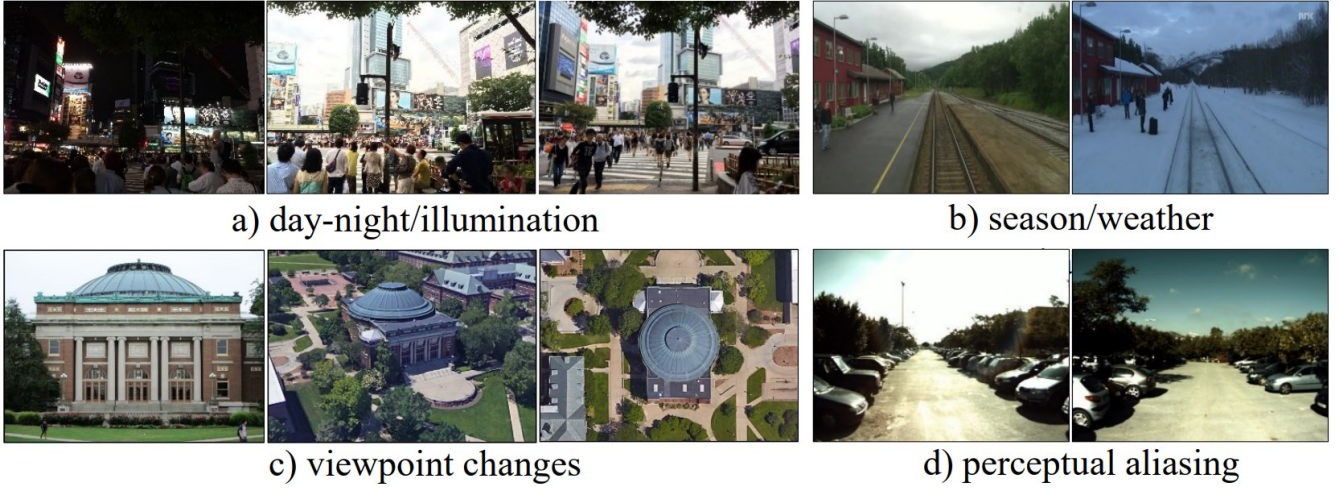 a) day-night/illumination
b) season/weather
c) viewpoint changes
d) perceptual aliasing